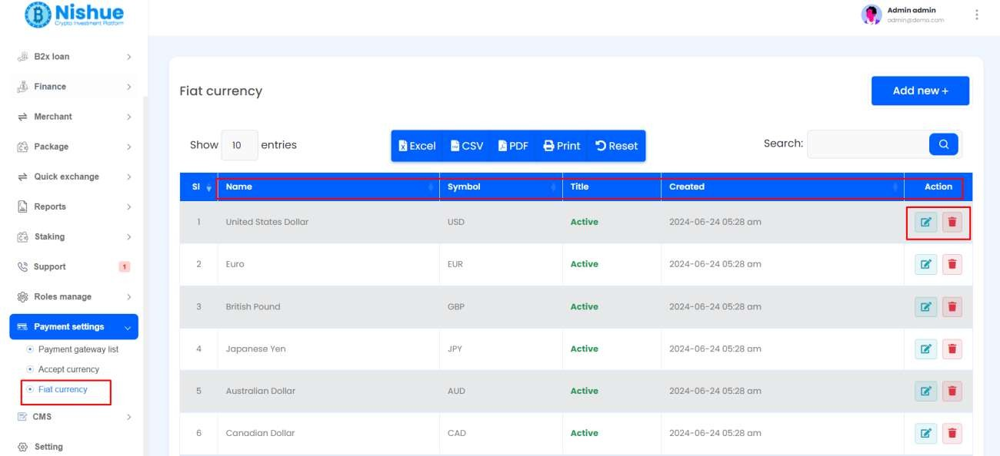 Nishue
Crypto Investment Platform
Admin admin
admin@demo.com
B2x loan
Finance
Merchant
Package
Quick exchange
Reports
Staking
Support 1
Roles manage
Payment settings
Payment gateway list
Accept currency
Fiat currency
CMS
Setting
Fiat currency
Add new +
Show 10 entries
Excel CSV PDF Print Reset
Search:
Sl Name Symbol Title Created Action
1 United States Dollar USD Active 2024-06-24 05:28 am
2 Euro EUR Active 2024-06-24 05:28 am
3 British Pound GBP Active 2024-06-24 05:28 am
4 Japanese Yen JPY Active 2024-06-24 05:28 am
5 Australian Dollar AUD Active 2024-06-24 05:28 am
6 Canadian Dollar CAD Active 2024-06-24 05:28 am